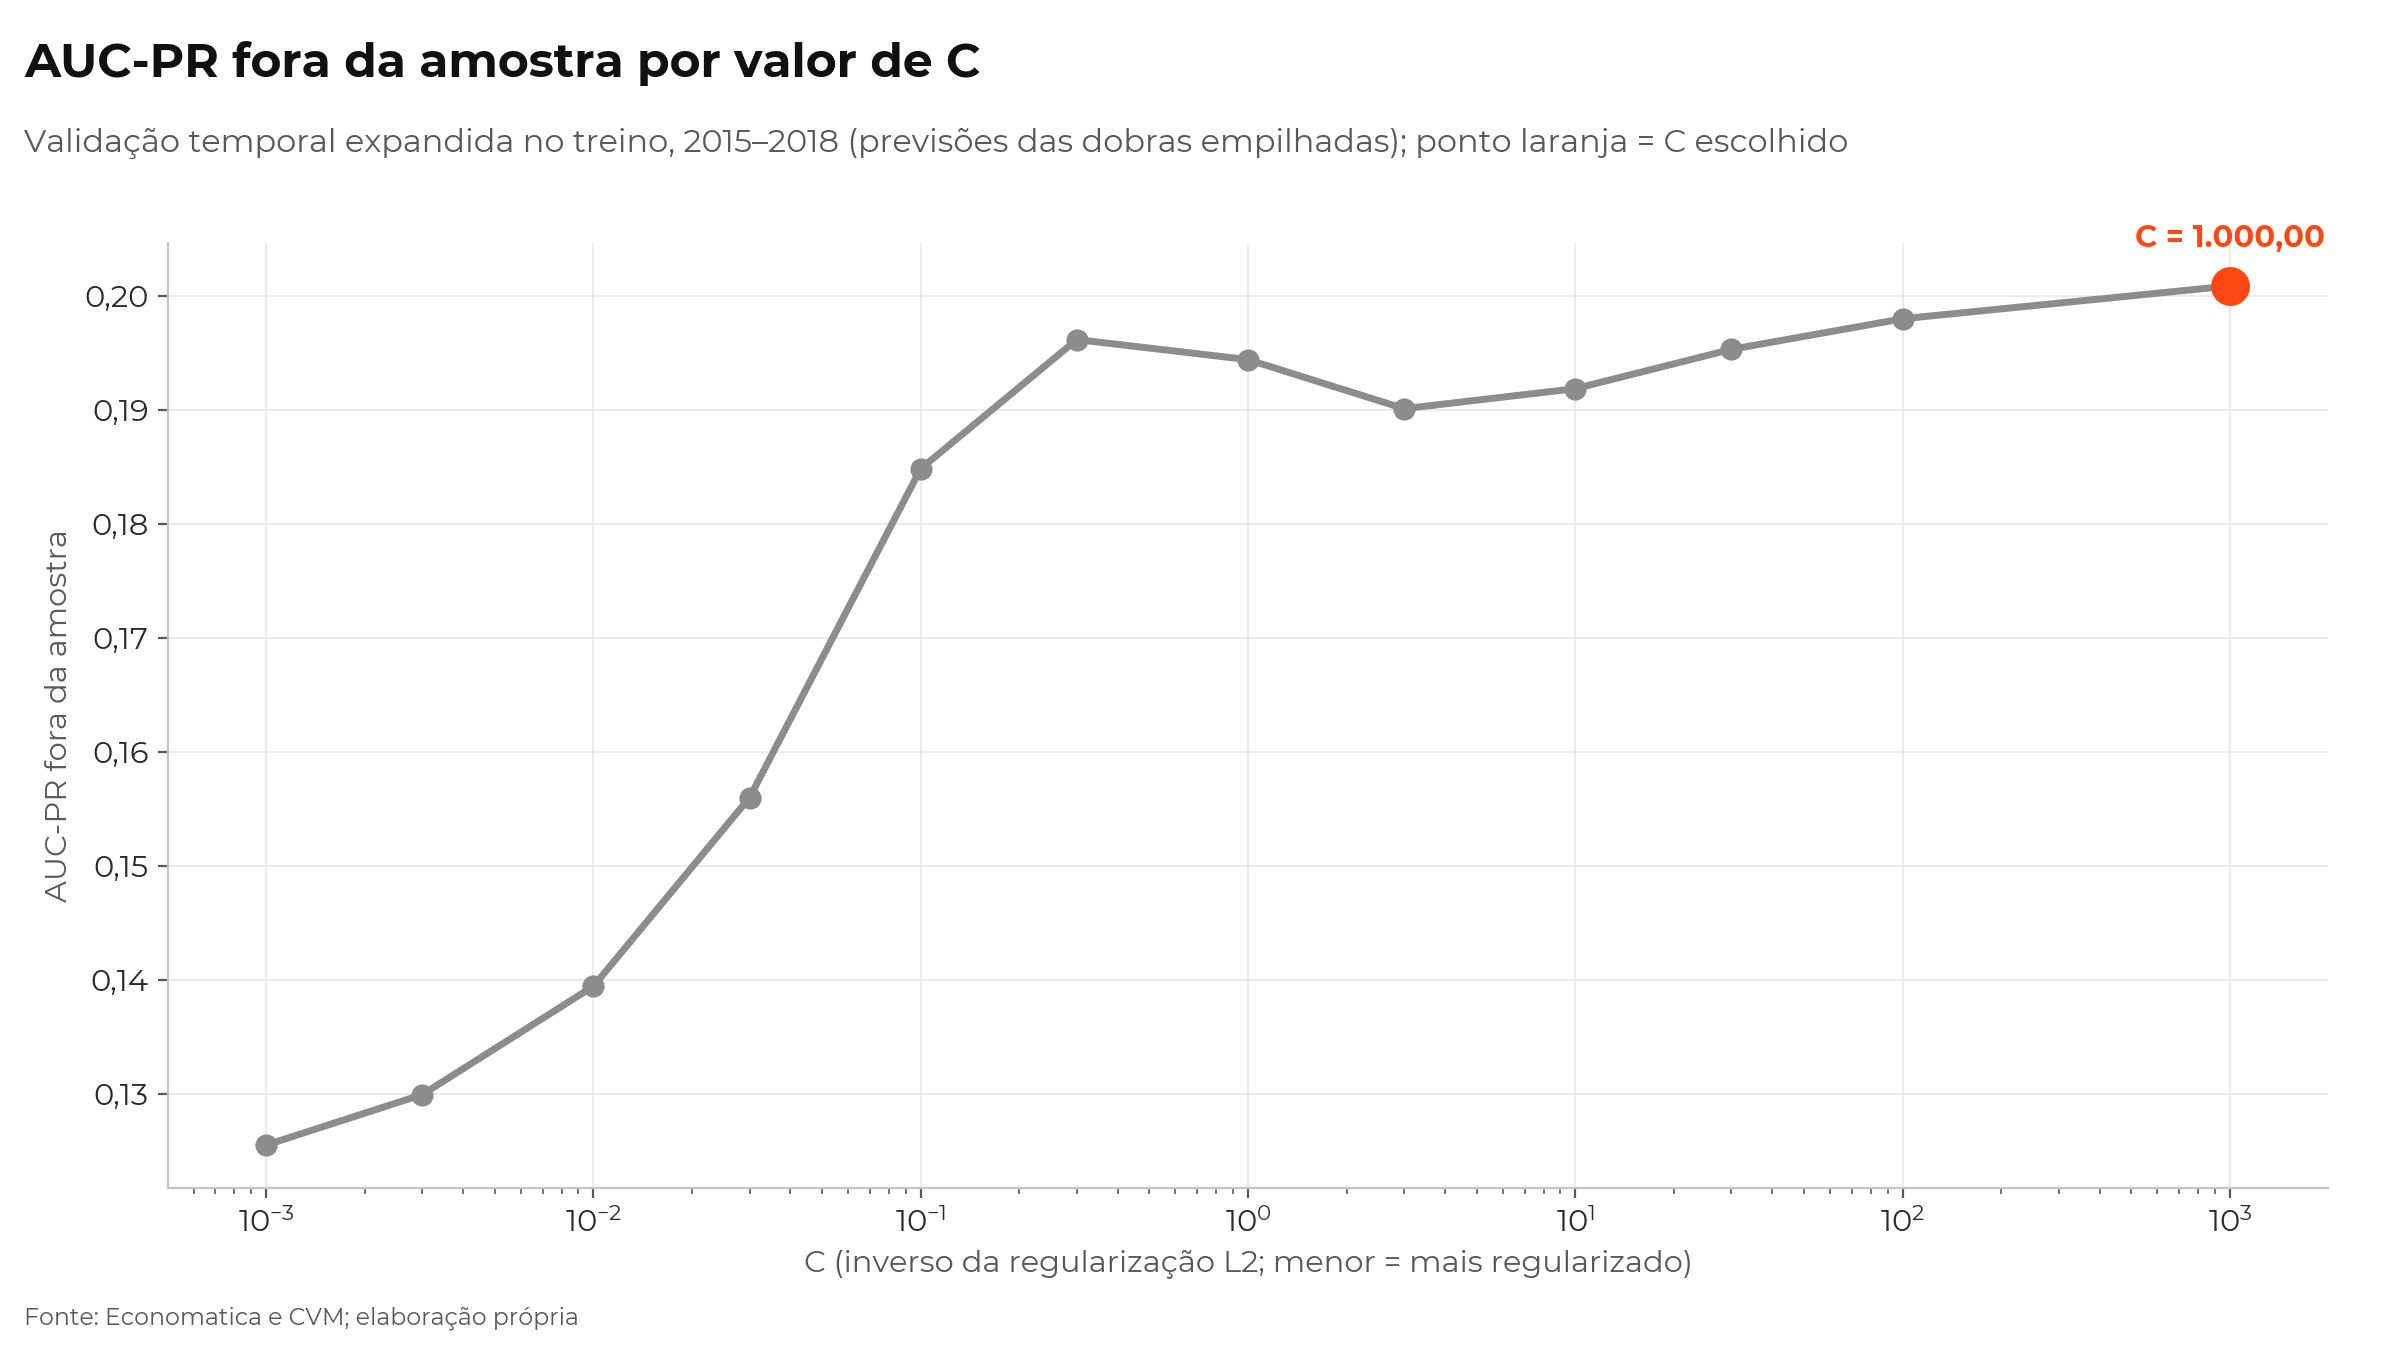 AUC-PR fora da amostra por valor de C
Validação temporal expandida no treino, 2015–2018 (previsões das dobras empilhadas); ponto laranja = C escolhido
C = 1.000,00
AUC-PR fora da amostra
0,20
0,19
0,18
0,17
0,16
0,15
0,14
0,13
10⁻³ 10⁻² 10⁻¹ 10⁰ 10¹ 10² 10³
C (inverso da regularização L2; menor = mais regularizado)
Fonte: Economatica e CVM; elaboração própria